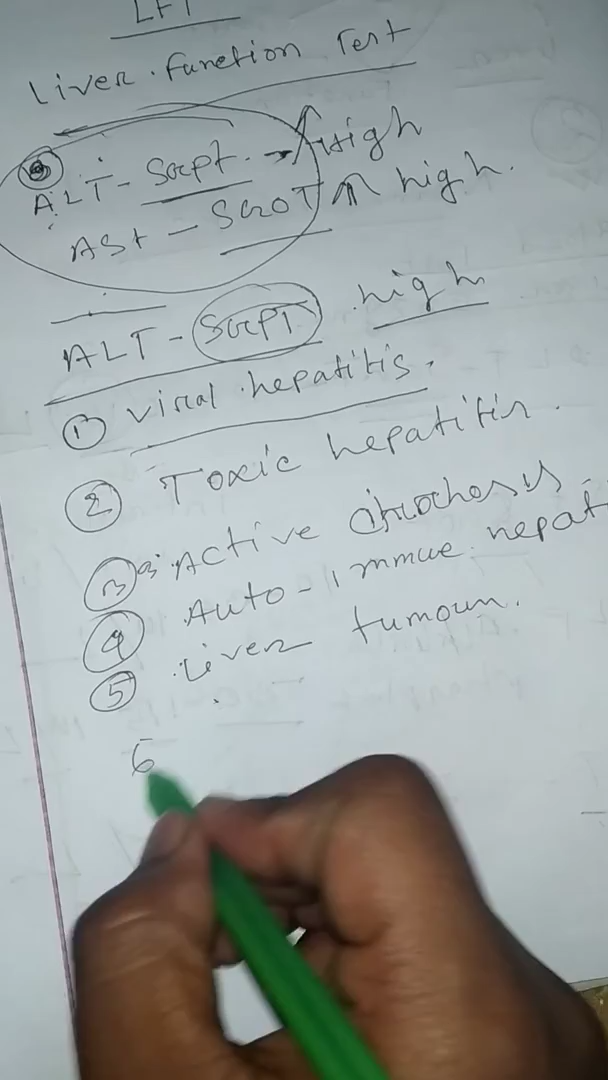 LFT
Liver Function Test
ALT - SGPT. → ↑ High
AST - SGOT ⇈ high.
ALT - SGPT high
① Viral hepatitis.
② Toxic hepatitis.
③ Active cirrhosis
④ Auto-immue hepat
⑤ Liver tumour.
6